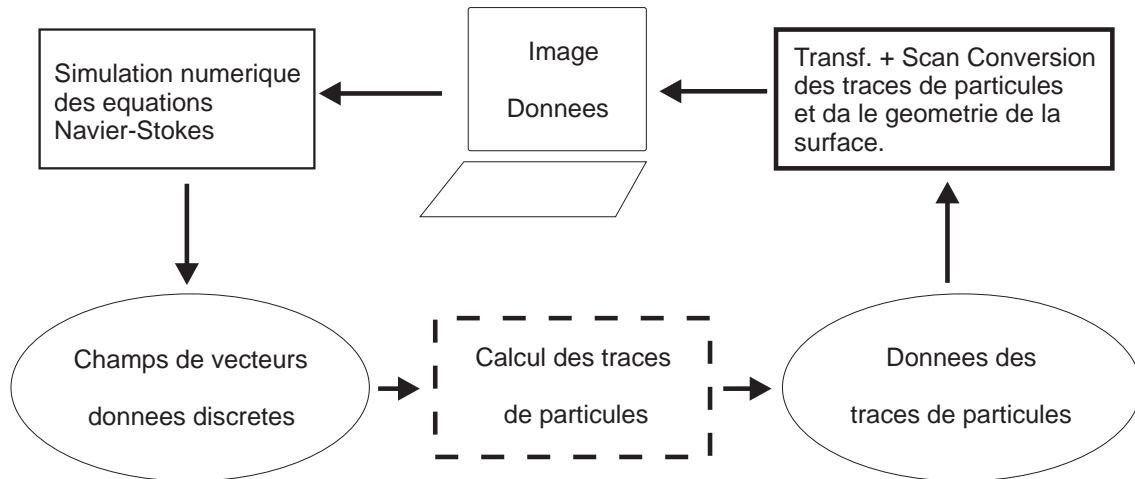 Simulation numerique
des equations
Navier-Stokes
Image
Donnees
Transf. + Scan Conversion
des traces de particules
et da le geometrie de la
surface.
Champs de vecteurs
donnees discretes
Calcul des traces
de particules
Donnees des
traces de particules